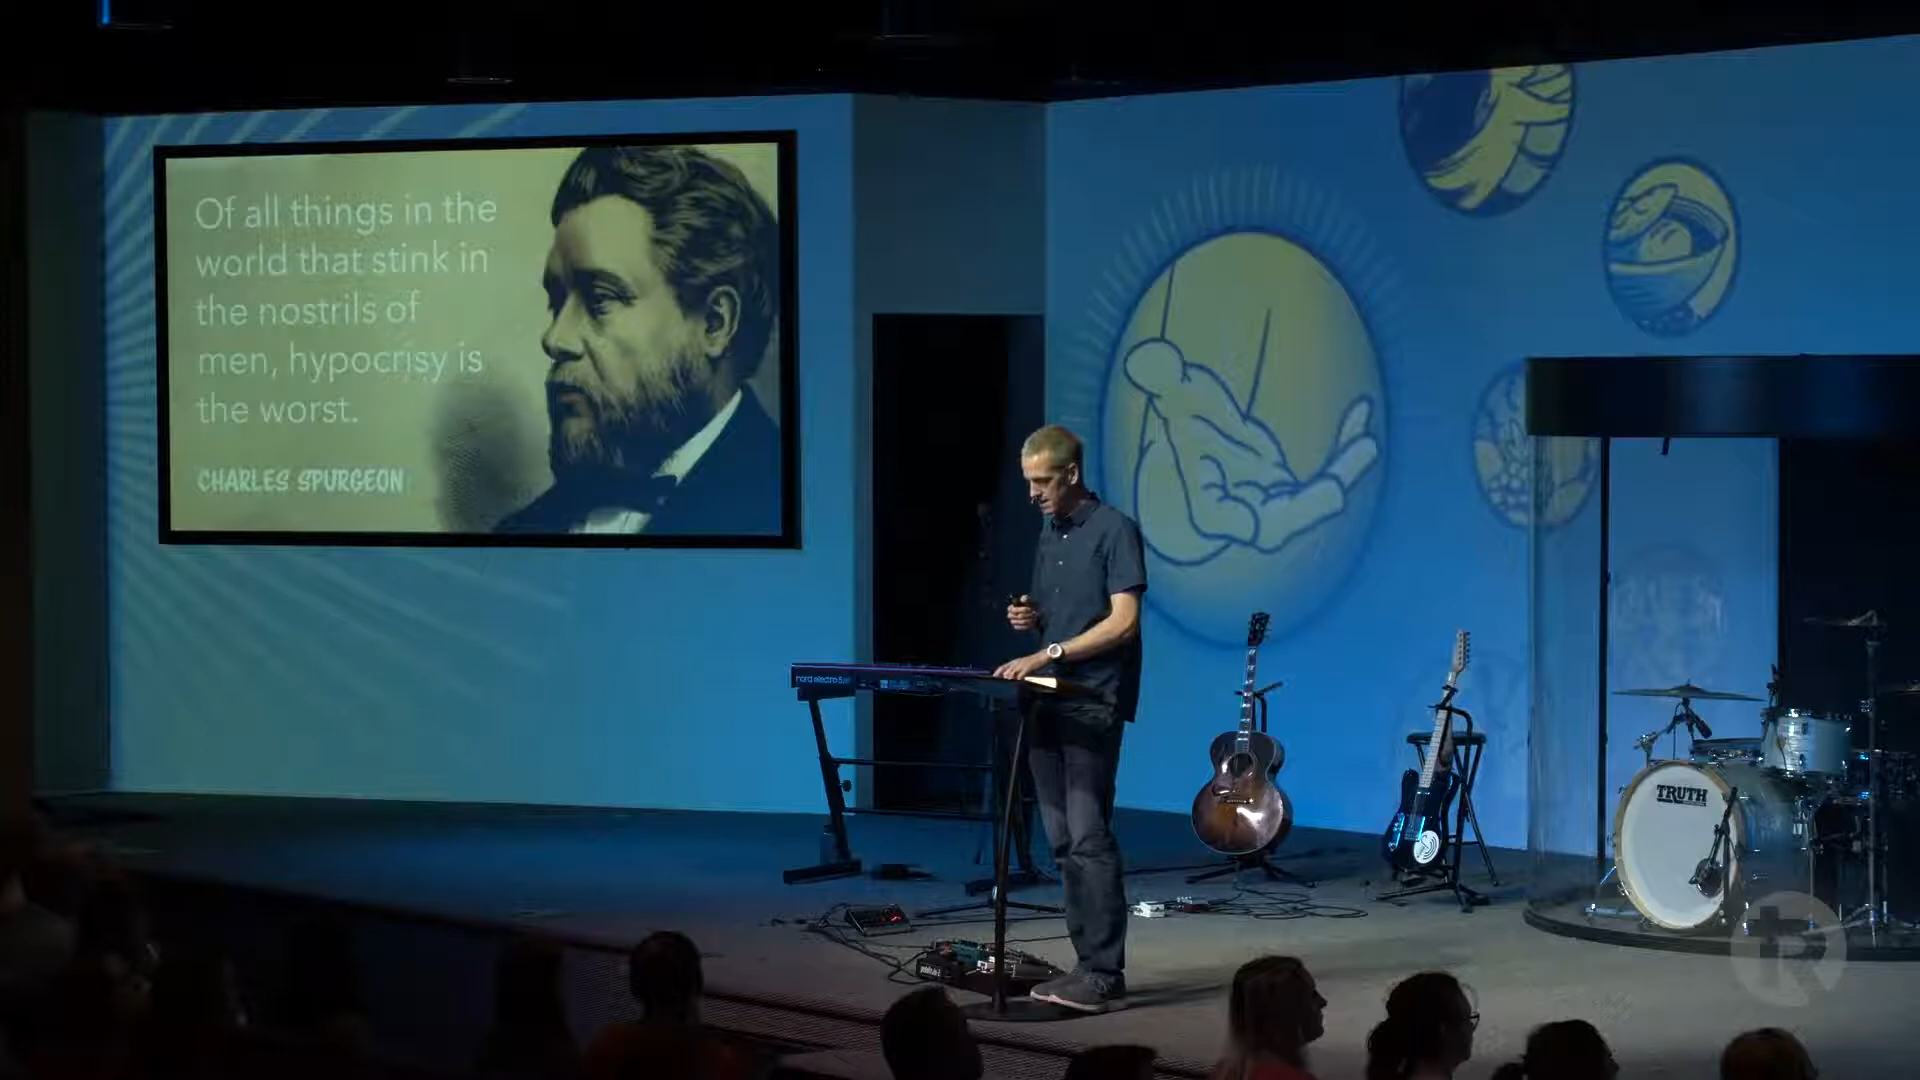 Of all things in the
world that stink in
the nostrils of
men, hypocrisy is
the worst.
CHARLES SPURGEON
nord electro 5
TRUTH